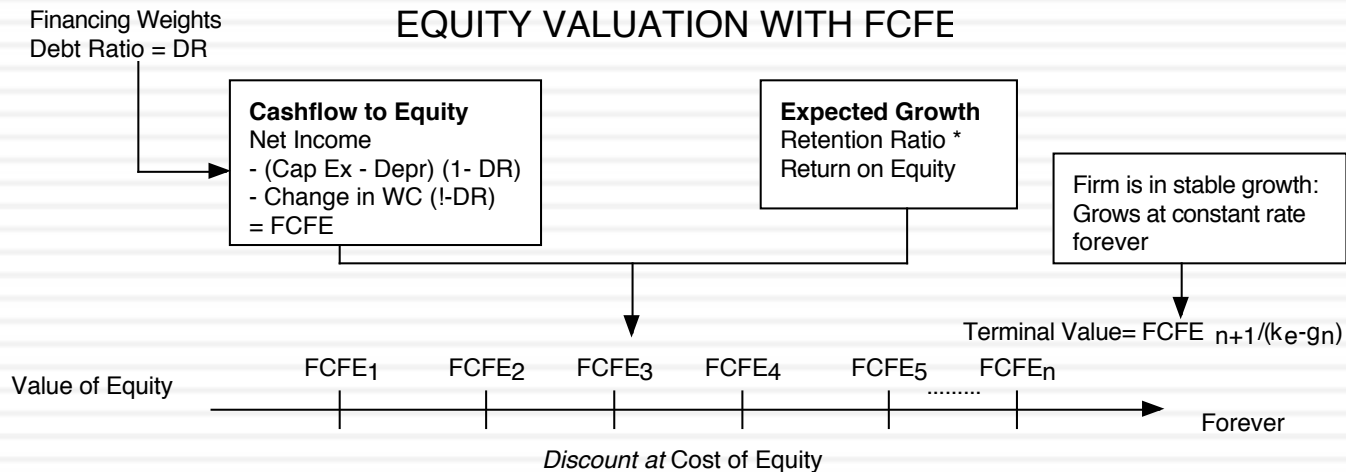 Financing Weights
Debt Ratio = DR
EQUITY VALUATION WITH FCFE
Cashflow to Equity
Net Income
- (Cap Ex - Depr) (1- DR)
- Change in WC (!-DR)
= FCFE
Expected Growth
Retention Ratio *
Return on Equity
Firm is in stable growth:
Grows at constant rate
forever
Terminal Value= FCFE n+1/(ke-gn)
FCFE1 FCFE2 FCFE3 FCFE4 FCFE5 ......... FCFEn
Value of Equity
Forever
Discount at Cost of Equity